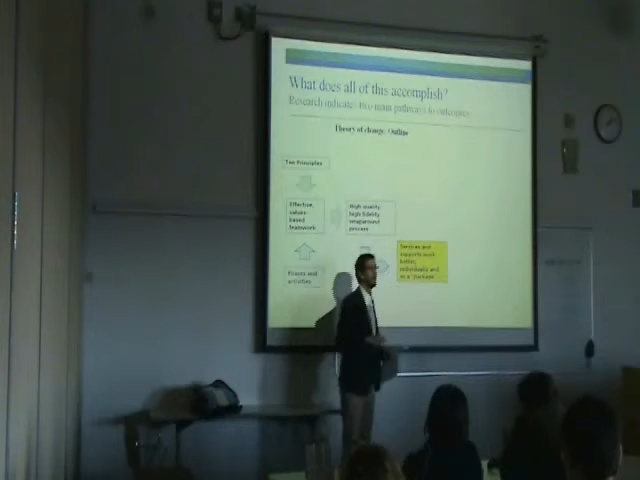 What does all of this accomplish?
Research indicates two main pathways to outcomes
Theory of change: Outline
Ten Principles
Effective,
values
based
teamwork
High quality,
high fidelity
wraparound
process
Services and
supports work
better,
individually and
as a "package"
Phases and
activities